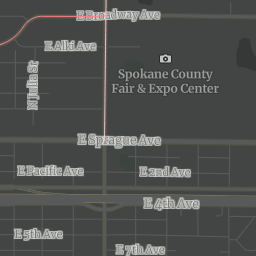 E Broadway Ave
E Alki Ave
N Julia St
Spokane County
Fair & Expo Center
E Sprague Ave
E Pacific Ave
E 2nd Ave
E 4th Ave
E 5th Ave
E 7th Ave